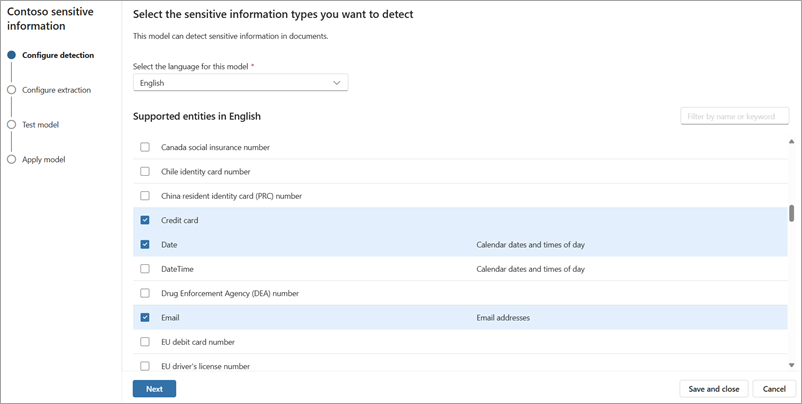 Contoso sensitive
information
Configure detection
Configure extraction
Test model
Apply model
Select the sensitive information types you want to detect
This model can detect sensitive information in documents.
Select the language for this model *
English
Supported entities in English
Filter by name or keyword
Canada social insurance number
Chile identity card number
China resident identity card (PRC) number
Credit card
Date Calendar dates and times of day
DateTime Calendar dates and times of day
Drug Enforcement Agency (DEA) number
Email Email addresses
EU debit card number
EU driver's license number
Next
Save and close
Cancel